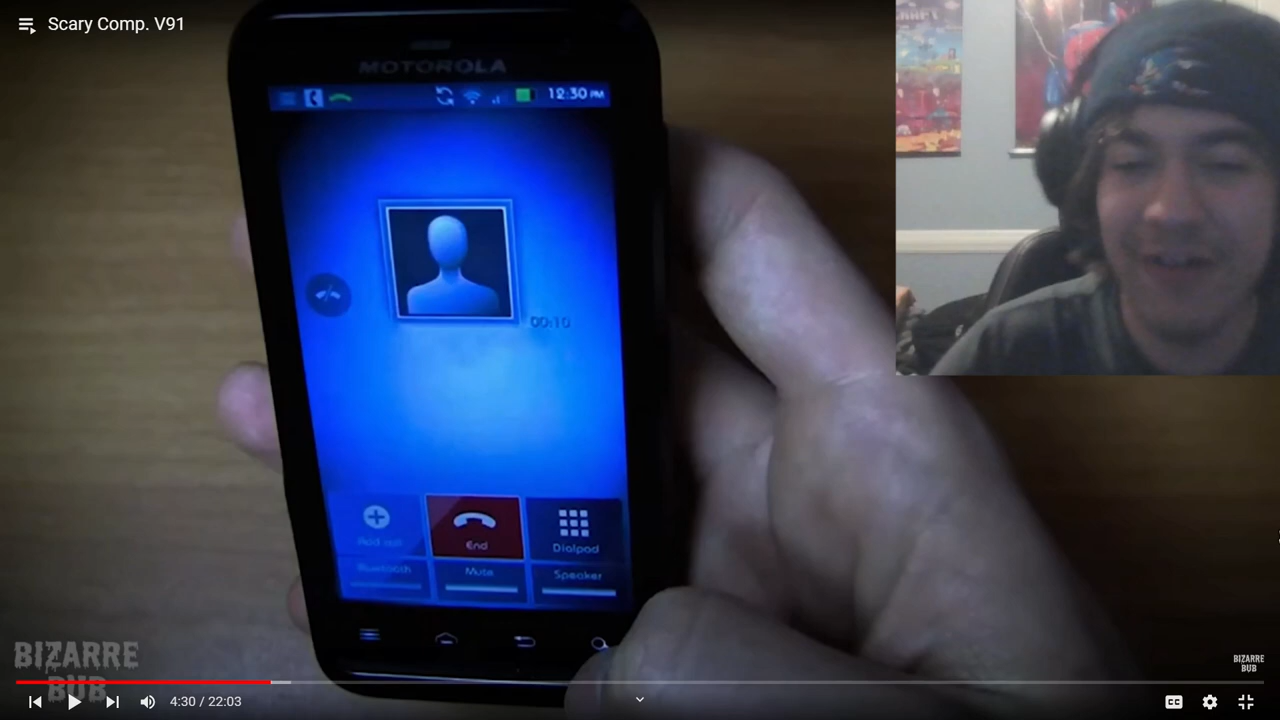 Scary Comp. V91
MOTOROLA
12:30 PM
00:10
Add call
End
Dialpad
Bluetooth
Mute
Speaker
BIZARRE
BUB
BIZARRE
BUB
4:30 / 22:03
CC